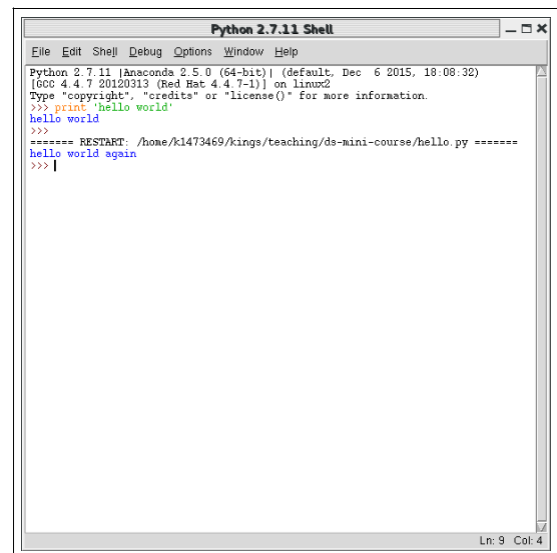 Python 2.7.11 Shell
File Edit Shell Debug Options Window Help
Python 2.7.11 |Anaconda 2.5.0 (64-bit)| (default, Dec  6 2015, 18:08:32)
[GCC 4.4.7 20120313 (Red Hat 4.4.7-1)] on linux2
Type "copyright", "credits" or "license()" for more information.
>>> print 'hello world'
hello world
>>>
======= RESTART: /home/k1473469/kings/teaching/ds-mini-course/hello.py =======
hello world again
>>>
Ln: 9 Col: 4